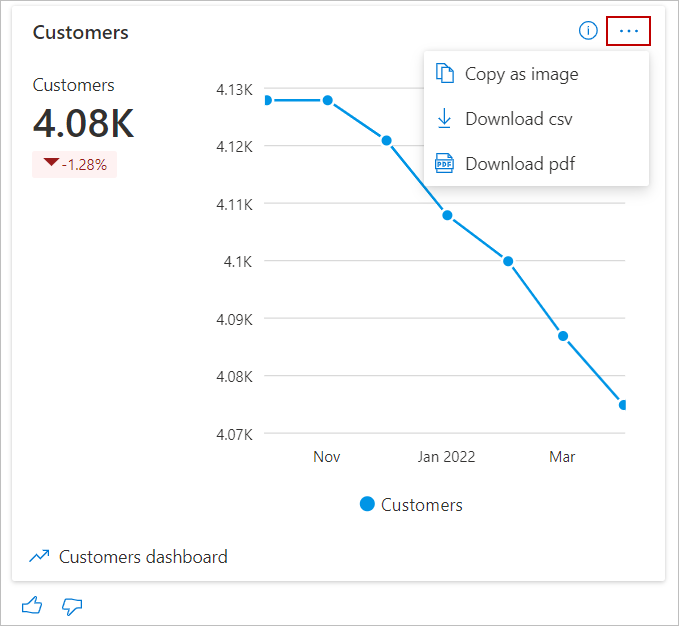 Customers
Copy as image
Download csv
Download pdf
Customers
4.08K
-1.28%
4.13K
4.12K
4.11K
4.1K
4.09K
4.08K
4.07K
Nov Jan 2022 Mar
Customers
Customers dashboard